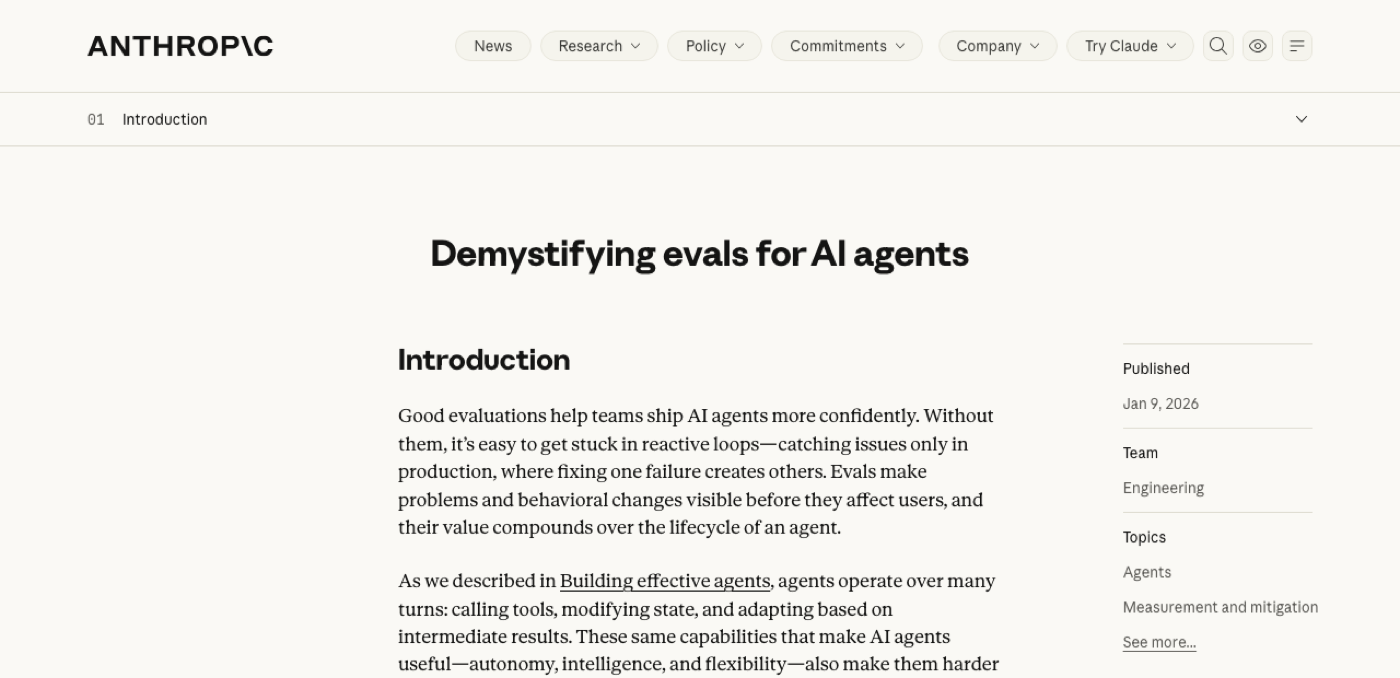 ANTHROP\C
News
Research
Policy
Commitments
Company
Try Claude
01 Introduction
Demystifying evals for AI agents
Introduction
Good evaluations help teams ship AI agents more confidently. Without
them, it’s easy to get stuck in reactive loops—catching issues only in
production, where fixing one failure creates others. Evals make
problems and behavioral changes visible before they affect users, and
their value compounds over the lifecycle of an agent.
As we described in Building effective agents, agents operate over many
turns: calling tools, modifying state, and adapting based on
intermediate results. These same capabilities that make AI agents
useful—autonomy, intelligence, and flexibility—also make them harder
Published
Jan 9, 2026
Team
Engineering
Topics
Agents
Measurement and mitigation
See more...